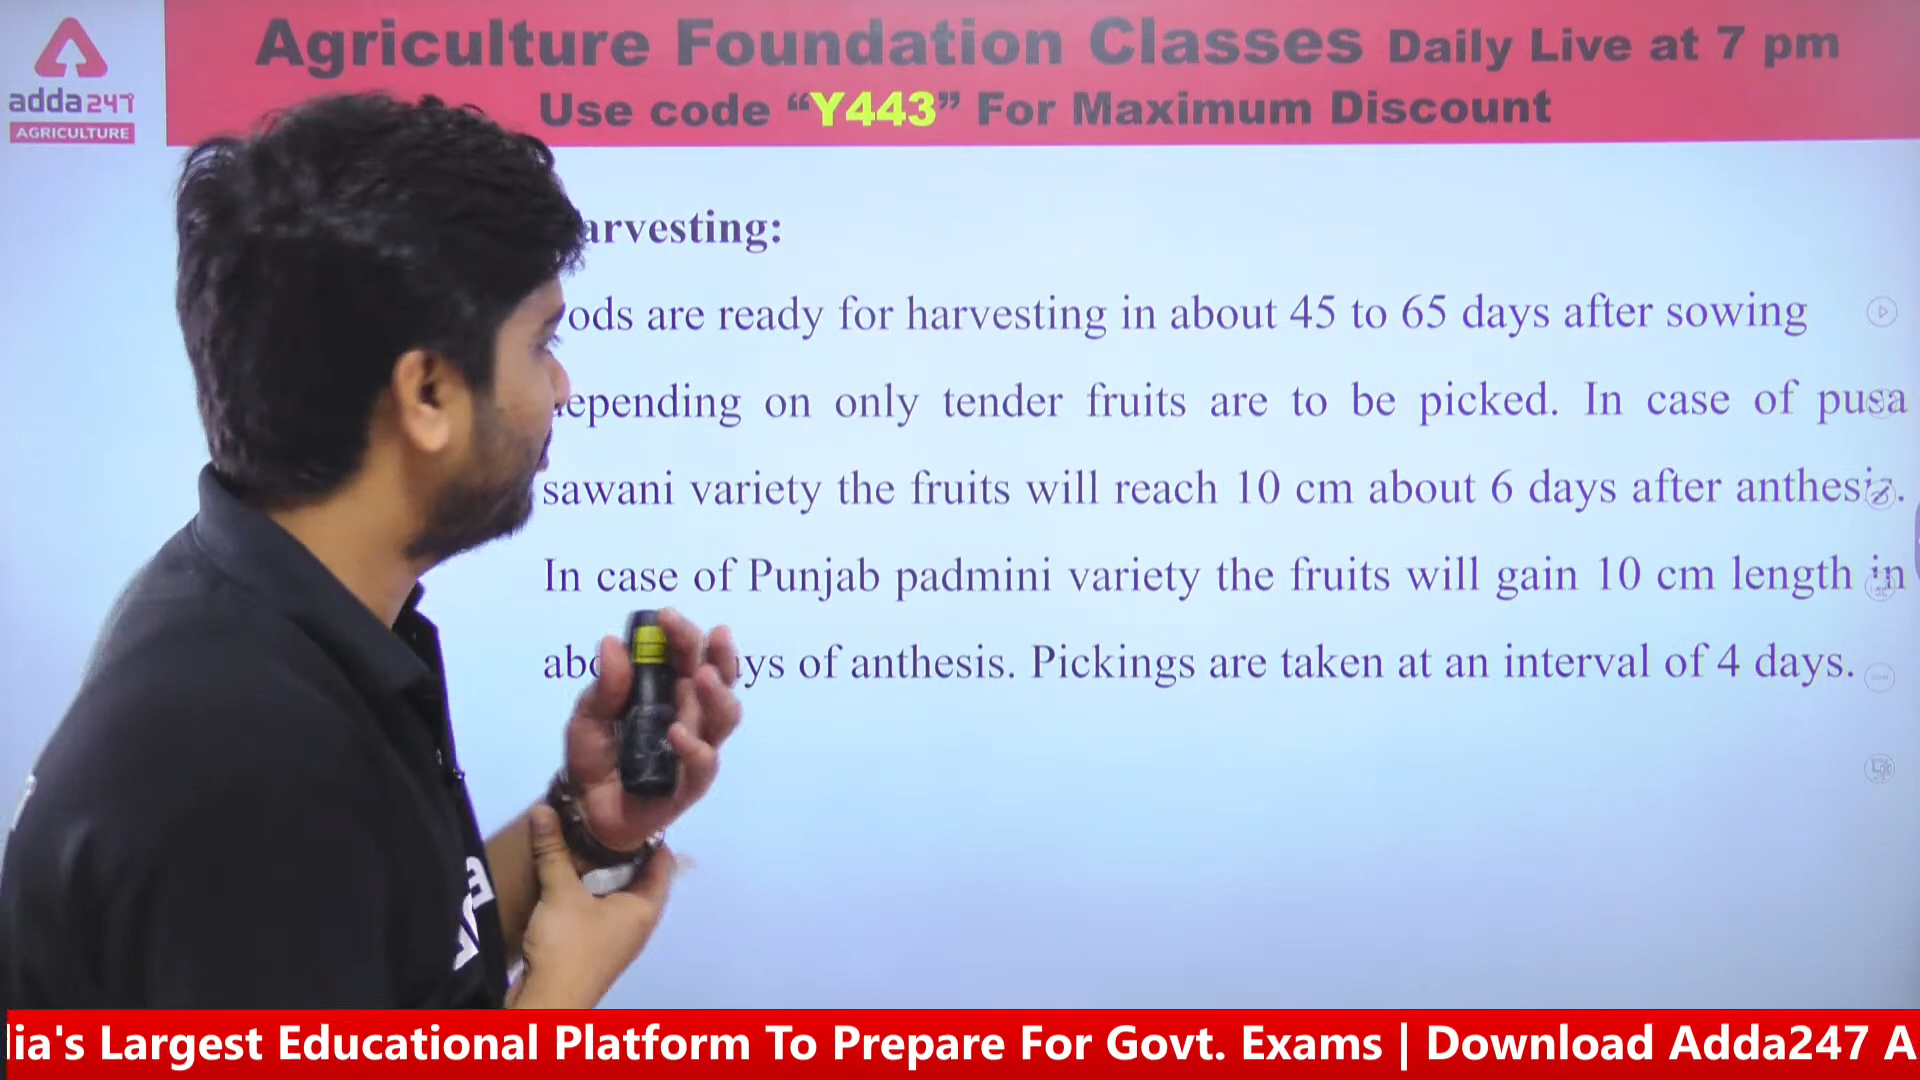 Agriculture Foundation Classes Daily Live at 7 pm
adda247
AGRICULTURE
Use code “Y443” For Maximum Discount
arvesting:
ods are ready for harvesting in about 45 to 65 days after sowing
epending on only tender fruits are to be picked. In case of pusa
sawani variety the fruits will reach 10 cm about 6 days after anthesis.
In case of Punjab padmini variety the fruits will gain 10 cm length in
of anthesis. Pickings are taken at an interval of 4 days.
ia's Largest Educational Platform To Prepare For Govt. Exams | Download Adda247 A